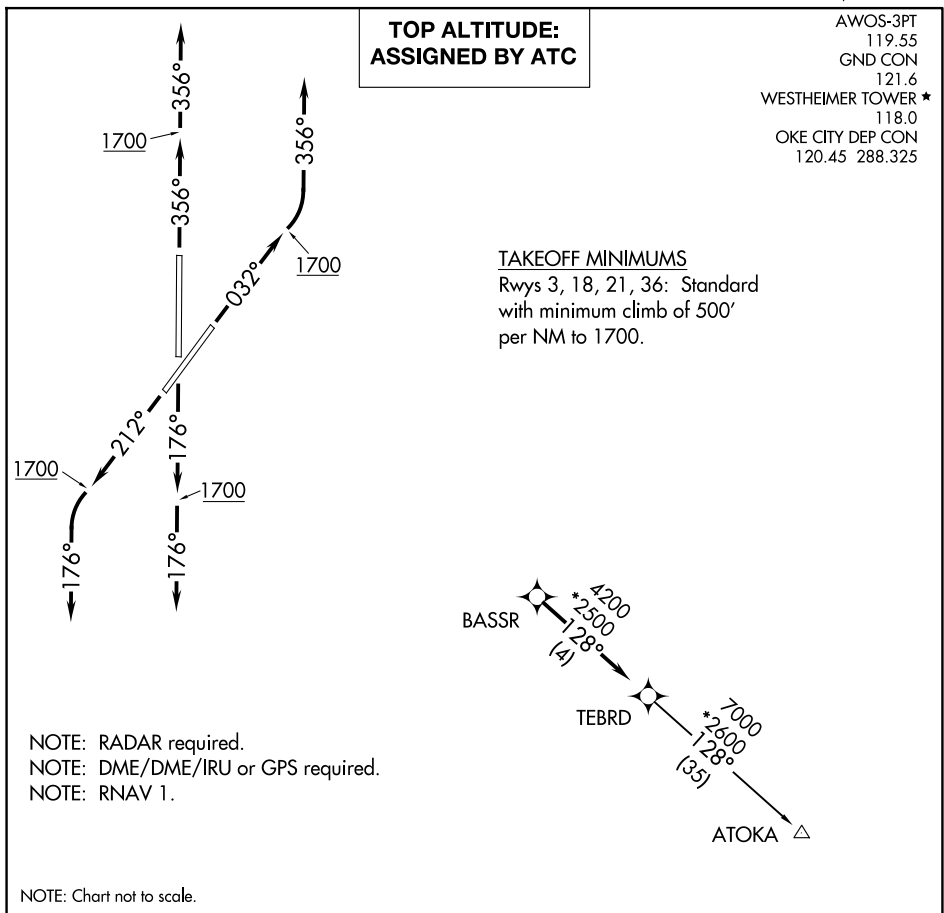 TOP ALTITUDE:
ASSIGNED BY ATC
AWOS-3PT
119.55
GND CON
121.6
WESTHEIMER TOWER ★
118.0
OKE CITY DEP CON
120.45 288.325
356°
1700
356°
356°
1700
032°
TAKEOFF MINIMUMS
Rwys 3, 18, 21, 36: Standard
with minimum climb of 500'
per NM to 1700.
212°
176°
1700
1700
176°
176°
BASSR
4200
*2500
128°
(4)
TEBRD
7000
*2600
128°
(35)
ATOKA
NOTE: RADAR required.
NOTE: DME/DME/IRU or GPS required.
NOTE: RNAV 1.
NOTE: Chart not to scale.